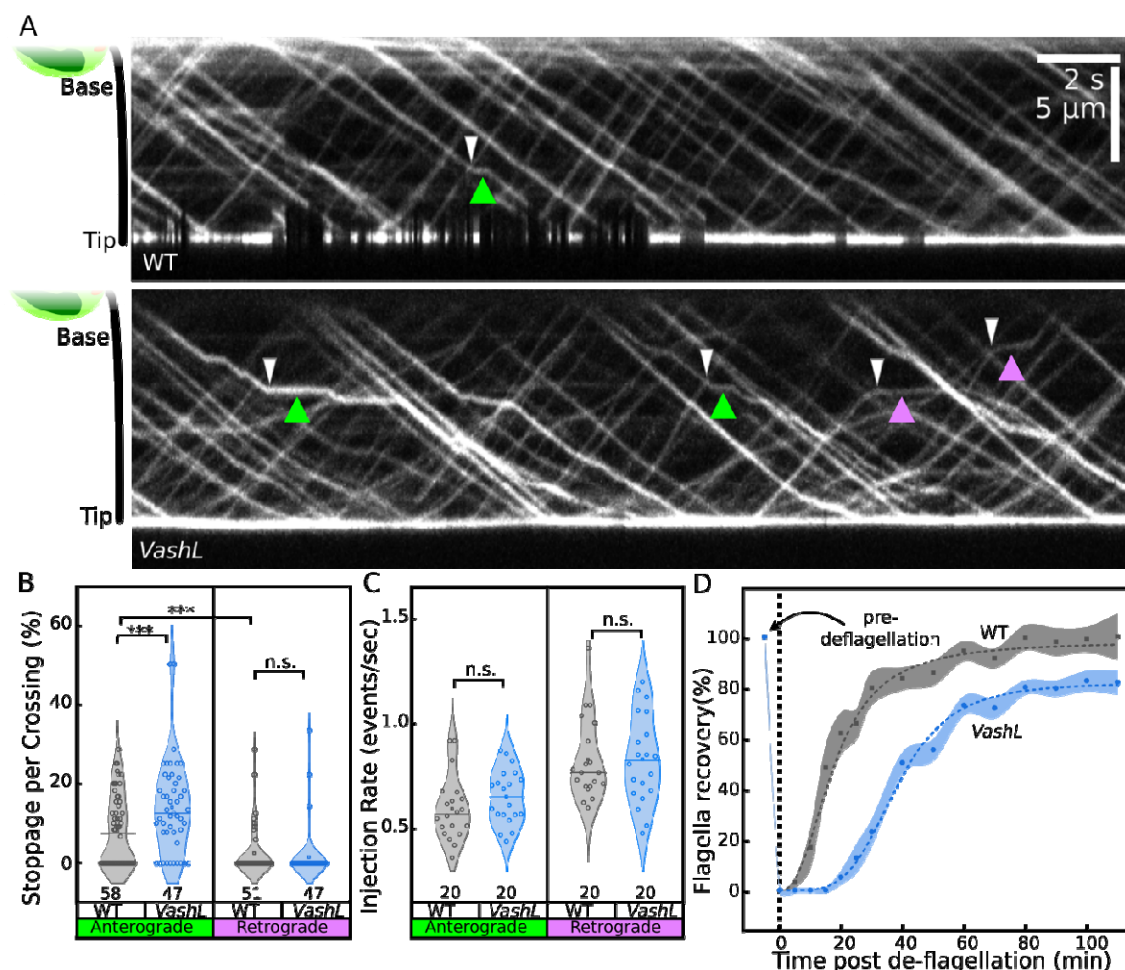 A
Base
Tip
WT
2 s
5 μm
Base
Tip
VashL
B
Stoppage per Crossing (%)
60
40
20
0
***
***
n.s.
58 47 51 47
WT VashL WT VashL
Anterograde Retrograde
C
Injection Rate (events/sec)
1.5
1.0
0.5
n.s.
n.s.
20 20 20 20
WT VashL WT VashL
Anterograde Retrograde
D
Flagella recovery(%)
100
80
60
40
20
0
pre-
deflagellation
WT
VashL
0 20 40 60 80 100
Time post de-flagellation (min)